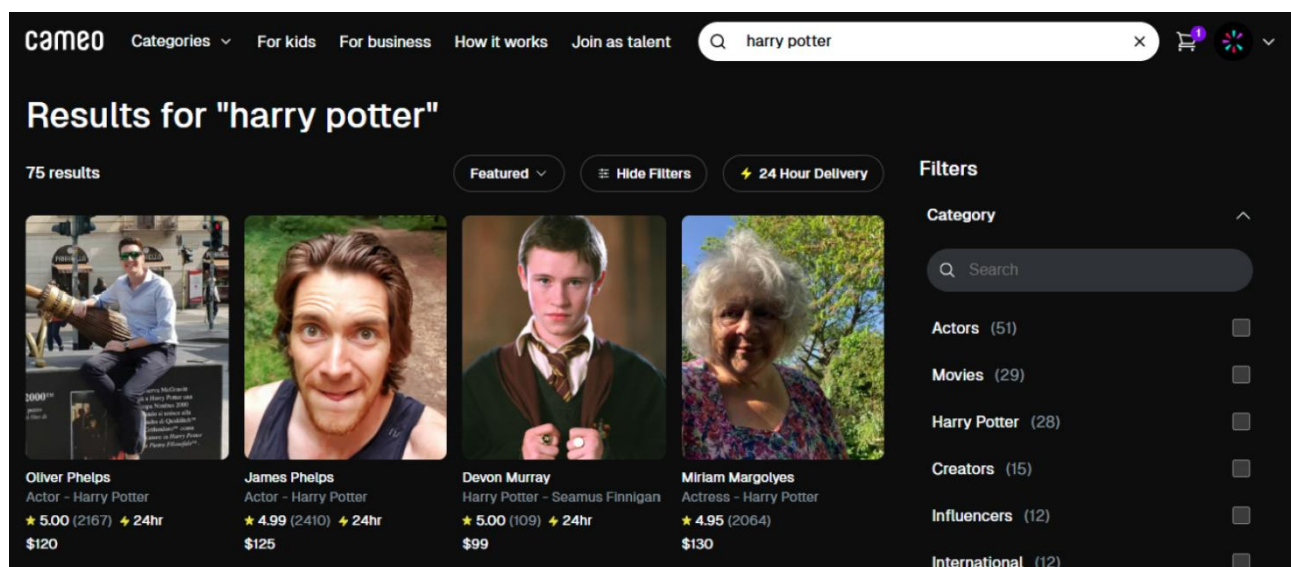 cameo Categories For kids For business How it works Join as talent harry potter 1
Results for "harry potter"
75 results Featured Hide Filters 24 Hour Delivery Filters
Category
Search
Actors (51)
Movies (29)
Harry Potter (28)
Creators (15)
Influencers (12)
International (12)
2000™
Oliver Phelps
Actor - Harry Potter
★ 5.00 (2167) 24hr
$120
James Phelps
Actor - Harry Potter
★ 4.99 (2410) 24hr
$125
Devon Murray
Harry Potter - Seamus Finnigan
★ 5.00 (109) 24hr
$99
Miriam Margolyes
Actress - Harry Potter
★ 4.95 (2064)
$130